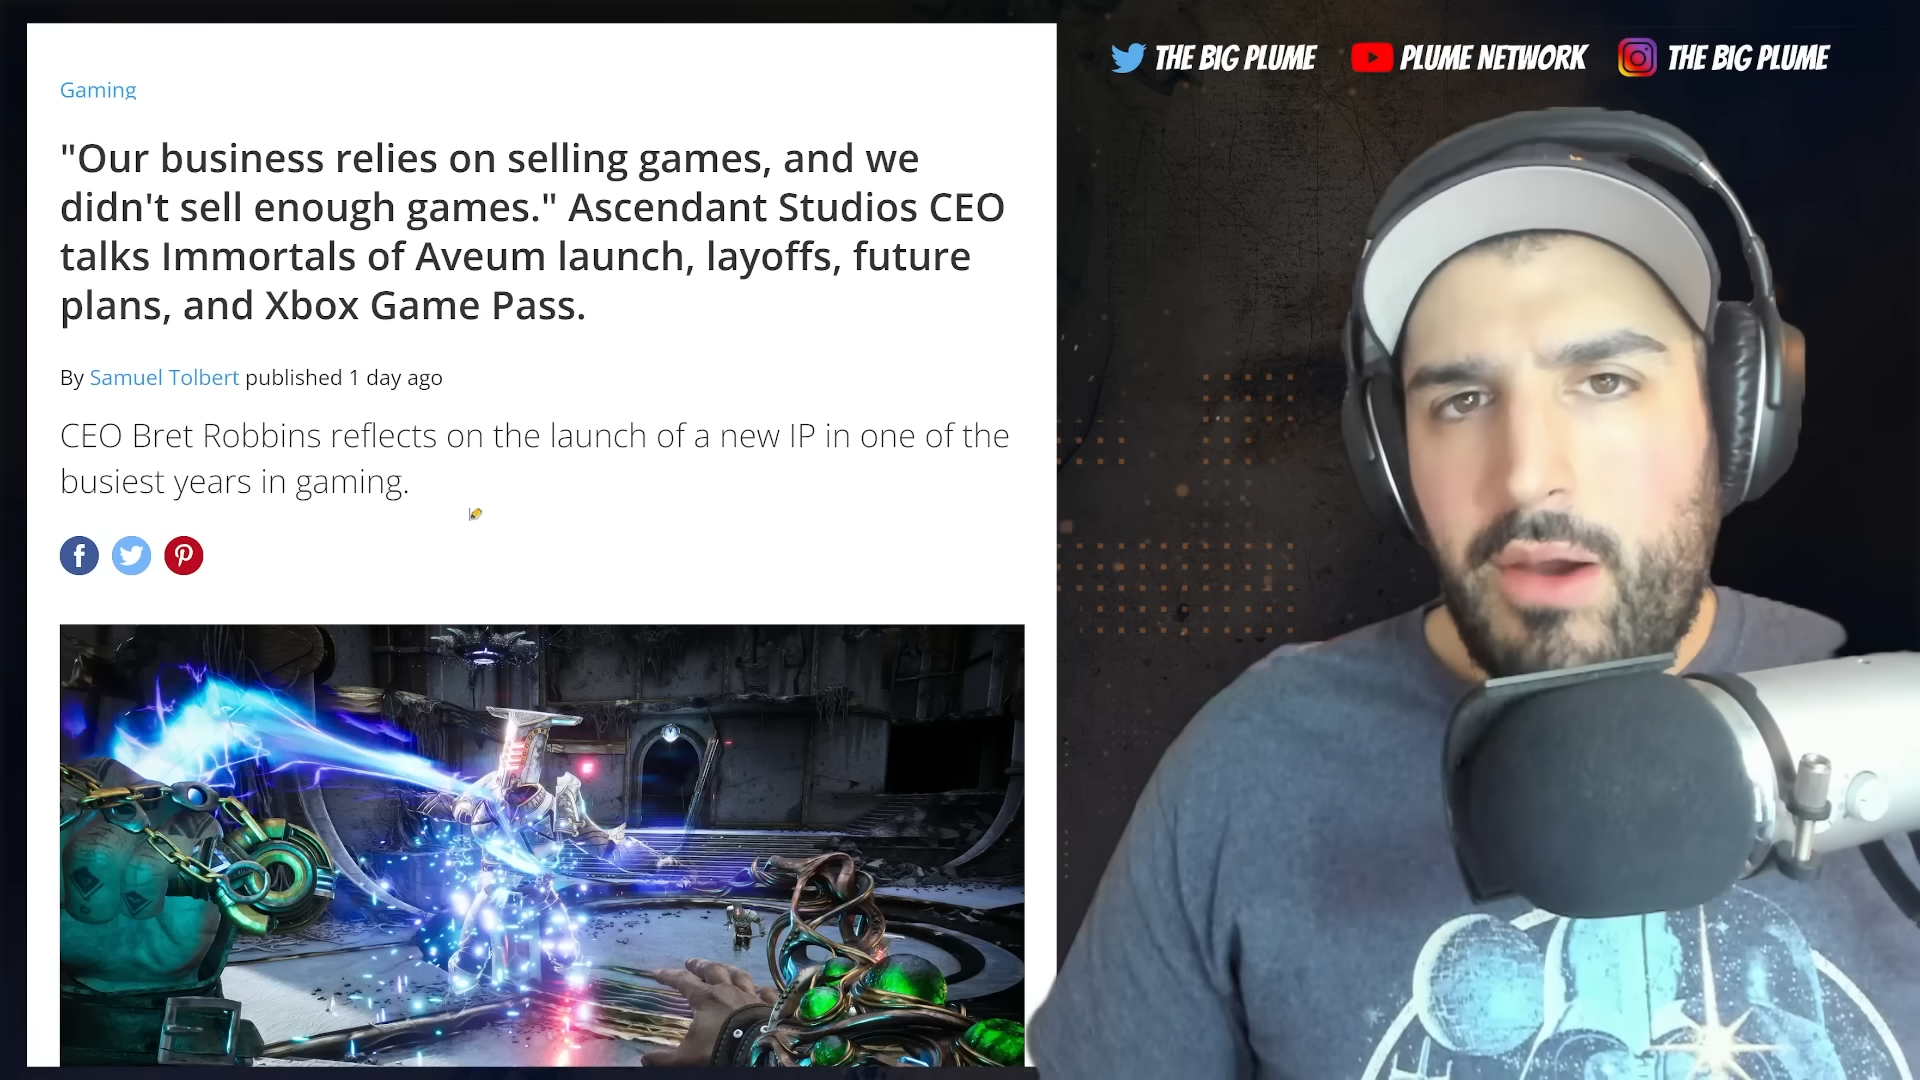 Gaming
"Our business relies on selling games, and we
didn't sell enough games." Ascendant Studios CEO
talks Immortals of Aveum launch, layoffs, future
plans, and Xbox Game Pass.
By Samuel Tolbert published 1 day ago
CEO Bret Robbins reflects on the launch of a new IP in one of the
busiest years in gaming.
THE BIG PLUME PLUME NETWORK THE BIG PLUME